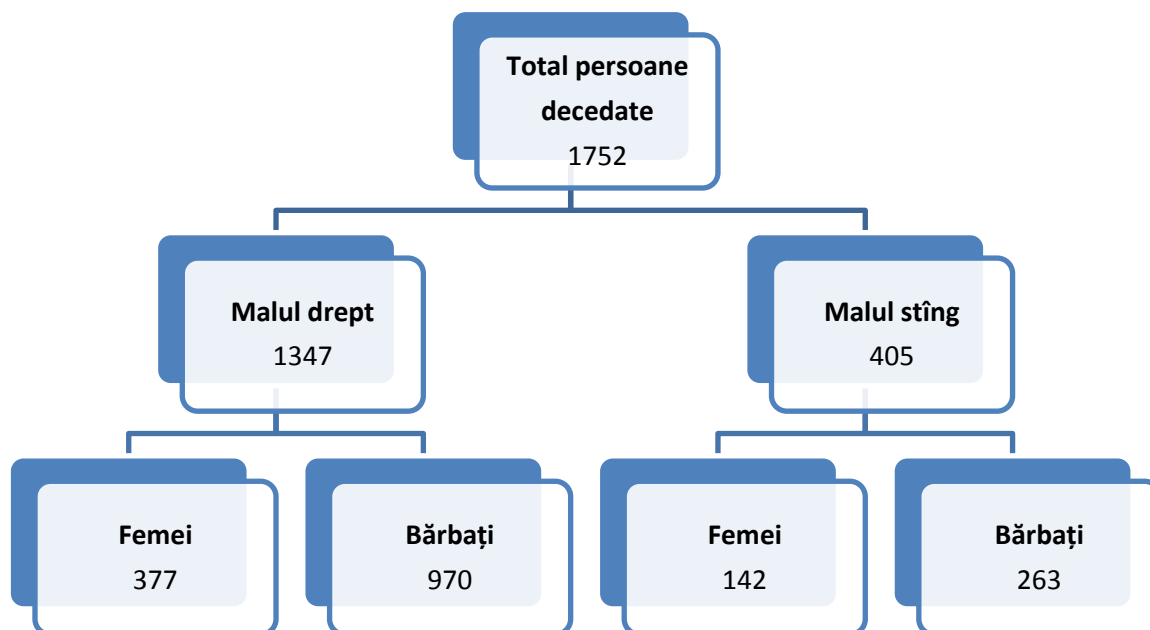 Total persoane
decedate
1752
Malul drept
1347
Malul stîng
405
Femei
377
Bărbați
970
Femei
142
Bărbați
263